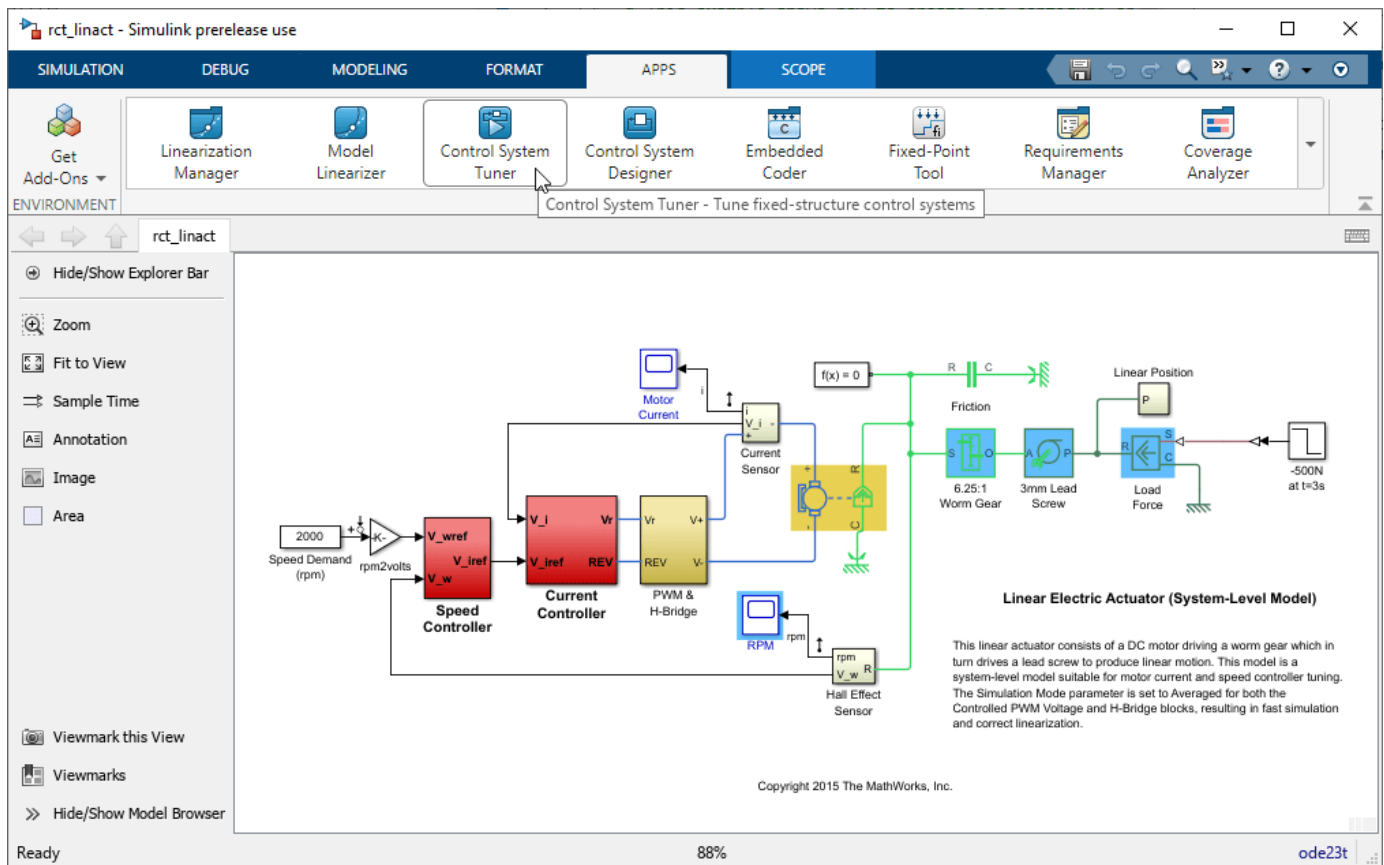 rct_linact - Simulink prerelease use
SIMULATION DEBUG MODELING FORMAT APPS SCOPE
Get Add-Ons
Linearization Manager
Model Linearizer
Control System Tuner
Control System Designer
Embedded Coder
Fixed-Point Tool
Requirements Manager
Coverage Analyzer
ENVIRONMENT
Control System Tuner - Tune fixed-structure control systems
rct_linact
Hide/Show Explorer Bar
Zoom
Fit to View
Sample Time
Annotation
Image
Area
Viewmark this View
Viewmarks
Hide/Show Model Browser
Motor
Current
i
i
V_i -
+
Current
Sensor
f(x) = 0
R C
Friction
Linear Position
P
S O
6.25:1
Worm Gear
A P
3mm Lead
Screw
R S C
Load
Force
-500N
at t=3s
+ R
- C
2000
Speed Demand
(rpm)
-K-
rpm2volts
V_wref
V_iref
V_w
Speed
Controller
V_i Vr
V_iref REV
Current
Controller
Vr V+
REV V-
PWM &
H-Bridge
RPM
rpm
rpm
V_w R
Hall Effect
Sensor
Linear Electric Actuator (System-Level Model)
This linear actuator consists of a DC motor driving a worm gear which in
turn drives a lead screw to produce linear motion. This model is a
system-level model suitable for motor current and speed controller tuning.
The Simulation Mode parameter is set to Averaged for both the
Controlled PWM Voltage and H-Bridge blocks, resulting in fast simulation
and correct linearization.
Copyright 2015 The MathWorks, Inc.
Ready 88% ode23t